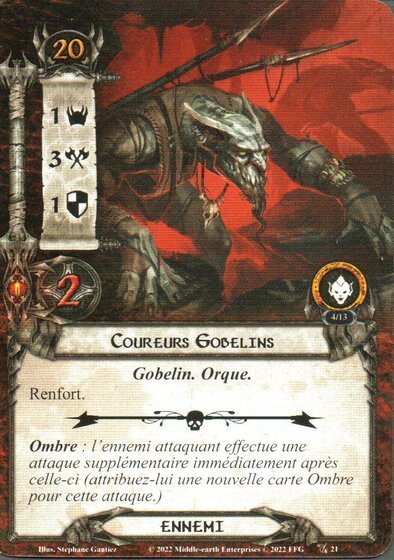 20
1
3
1
2
4/13
COUREURS GOBELINS
Gobelin. Orque.
Renfort.
Ombre : l'ennemi attaquant effectue une
attaque supplémentaire immédiatement après
celle-ci (attribuez-lui une nouvelle carte Ombre
pour cette attaque.)
ENNEMI
Illus. Stephane Gantiez © 2022 Middle-earth Enterprises © 2022 FFG 21